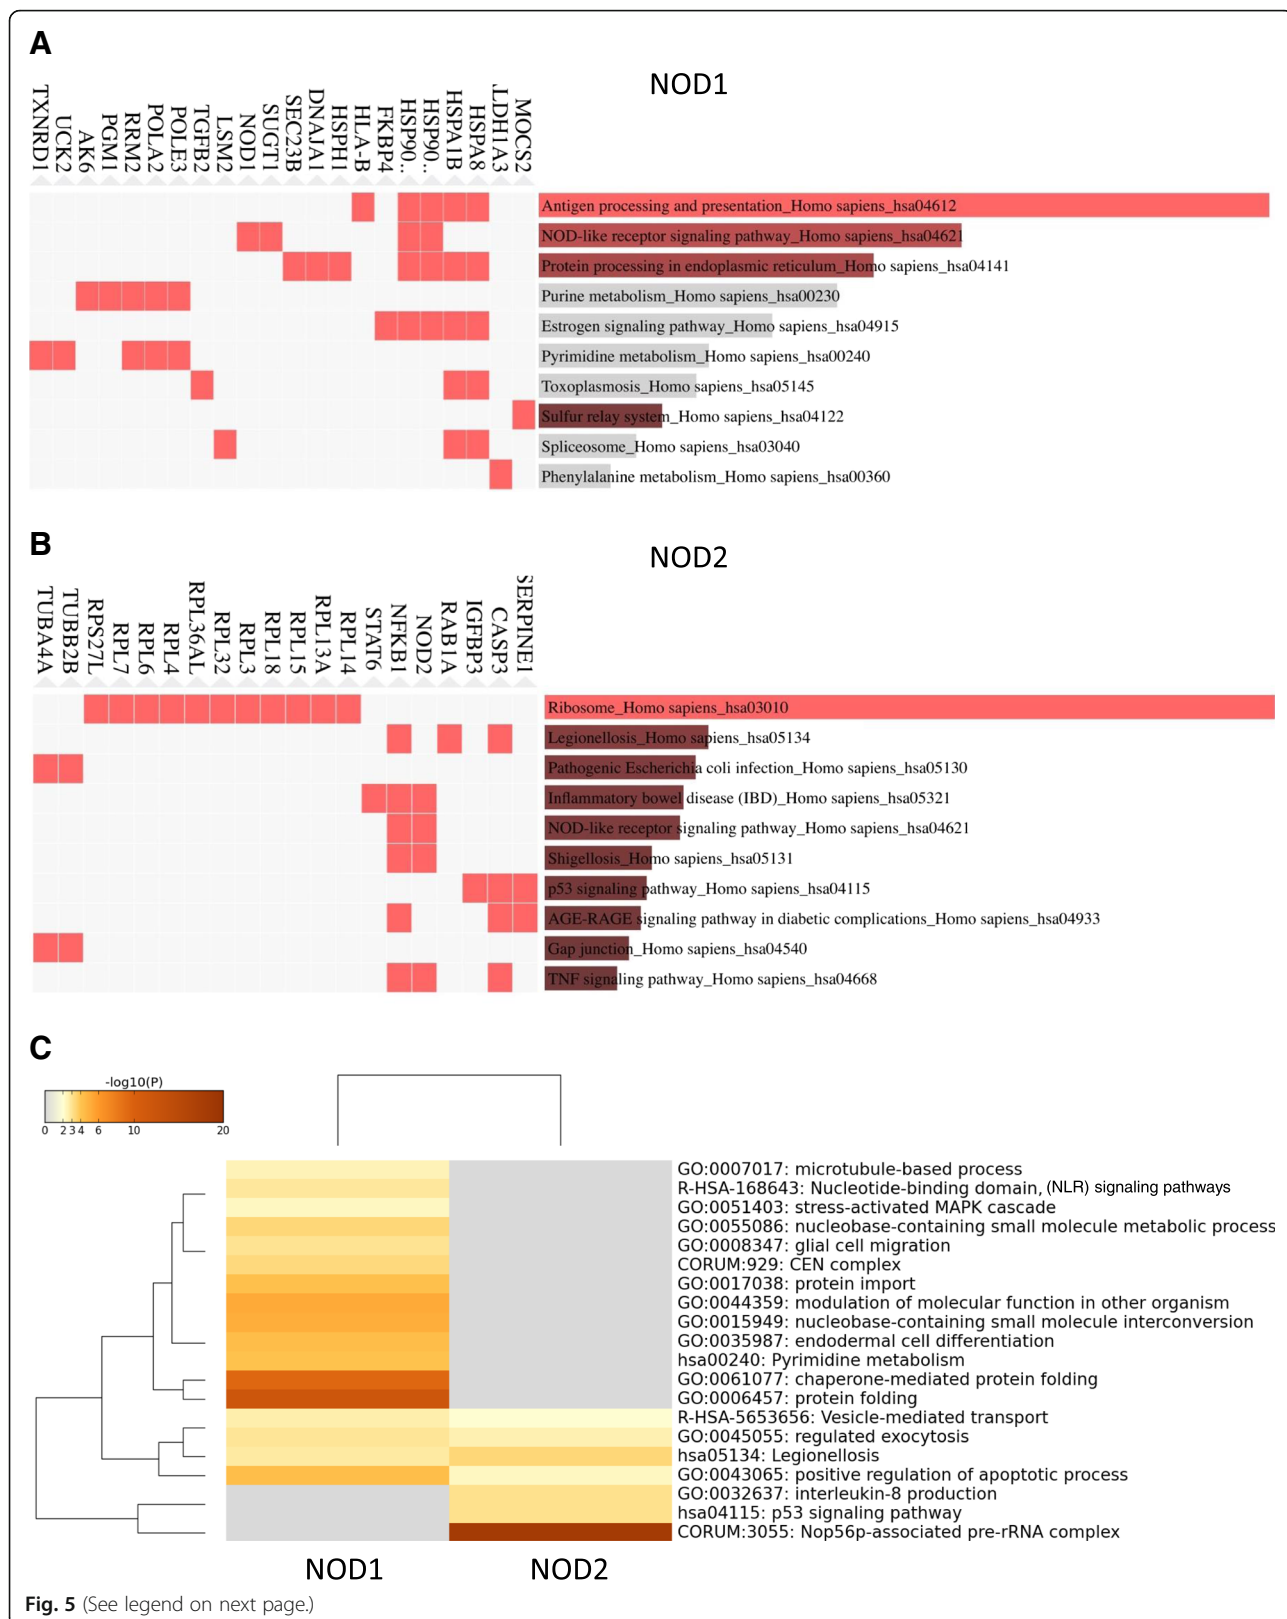 A
NOD1
TXNRD1 UCK2 AK6 PGM1 RRM2 POLA2 POLE3 TGFB2 LSM2 NOD1 SUGT1 SEC23B DNAJA1 HSPH1 HLA-B FKBP4 HSP90.. HSP90.. HSPA1B HSPA8 .LDH1A3 MOCS2
Antigen processing and presentation_Homo sapiens_hsa04612
NOD-like receptor signaling pathway_Homo sapiens_hsa04621
Protein processing in endoplasmic reticulum_Homo sapiens_hsa04141
Purine metabolism_Homo sapiens_hsa00230
Estrogen signaling pathway_Homo sapiens_hsa04915
Pyrimidine metabolism_Homo sapiens_hsa00240
Toxoplasmosis_Homo sapiens_hsa05145
Sulfur relay system_Homo sapiens_hsa04122
Spliceosome_Homo sapiens_hsa03040
Phenylalanine metabolism_Homo sapiens_hsa00360
B
NOD2
TUBA4A TUBB2B RPS27L RPL7 RPL6 RPL4 RPL36AL RPL32 RPL3 RPL18 RPL15 RPL13A RPL14 STAT6 NFKB1 NOD2 RAB1A IGFBP3 CASP3 SERPINE1
Ribosome_Homo sapiens_hsa03010
Legionellosis_Homo sapiens_hsa05134
Pathogenic Escherichia coli infection_Homo sapiens_hsa05130
Inflammatory bowel disease (IBD)_Homo sapiens_hsa05321
NOD-like receptor signaling pathway_Homo sapiens_hsa04621
Shigellosis_Homo sapiens_hsa05131
p53 signaling pathway_Homo sapiens_hsa04115
AGE-RAGE signaling pathway in diabetic complications_Homo sapiens_hsa04933
Gap junction_Homo sapiens_hsa04540
TNF signaling pathway_Homo sapiens_hsa04668
C
-log10(P)
0 2 3 4 6 10 20
GO:0007017: microtubule-based process
R-HSA-168643: Nucleotide-binding domain, (NLR) signaling pathways
GO:0051403: stress-activated MAPK cascade
GO:0055086: nucleobase-containing small molecule metabolic process
GO:0008347: glial cell migration
CORUM:929: CEN complex
GO:0017038: protein import
GO:0044359: modulation of molecular function in other organism
GO:0015949: nucleobase-containing small molecule interconversion
GO:0035987: endodermal cell differentiation
hsa00240: Pyrimidine metabolism
GO:0061077: chaperone-mediated protein folding
GO:0006457: protein folding
R-HSA-5653656: Vesicle-mediated transport
GO:0045055: regulated exocytosis
hsa05134: Legionellosis
GO:0043065: positive regulation of apoptotic process
GO:0032637: interleukin-8 production
hsa04115: p53 signaling pathway
CORUM:3055: Nop56p-associated pre-rRNA complex
NOD1 NOD2
Fig. 5 (See legend on next page.)